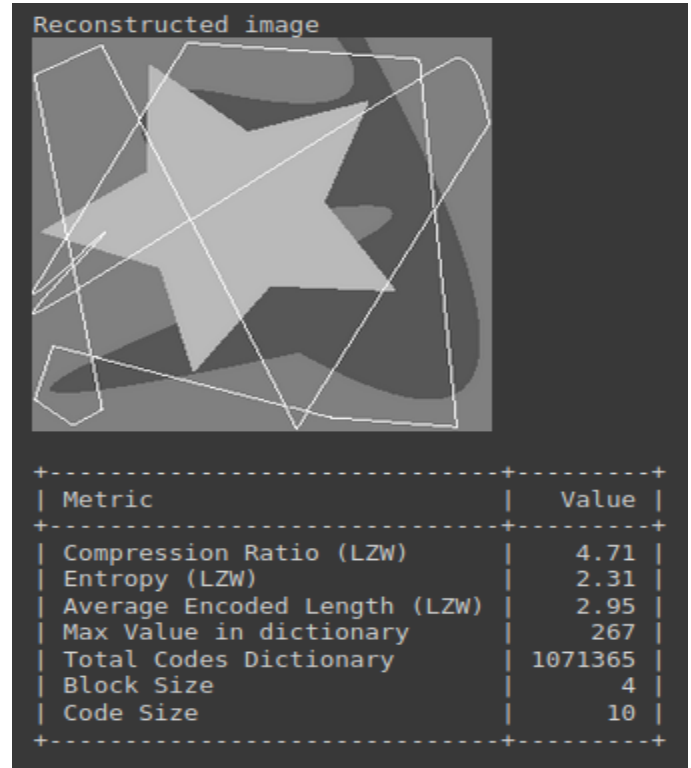 Reconstructed image
+------------------------------+---------+
| Metric                       |   Value |
+------------------------------+---------+
| Compression Ratio (LZW)      |    4.71 |
| Entropy (LZW)                |    2.31 |
| Average Encoded Length (LZW) |    2.95 |
| Max Value in dictionary      |     267 |
| Total Codes Dictionary       | 1071365 |
| Block Size                   |       4 |
| Code Size                    |      10 |
+------------------------------+---------+